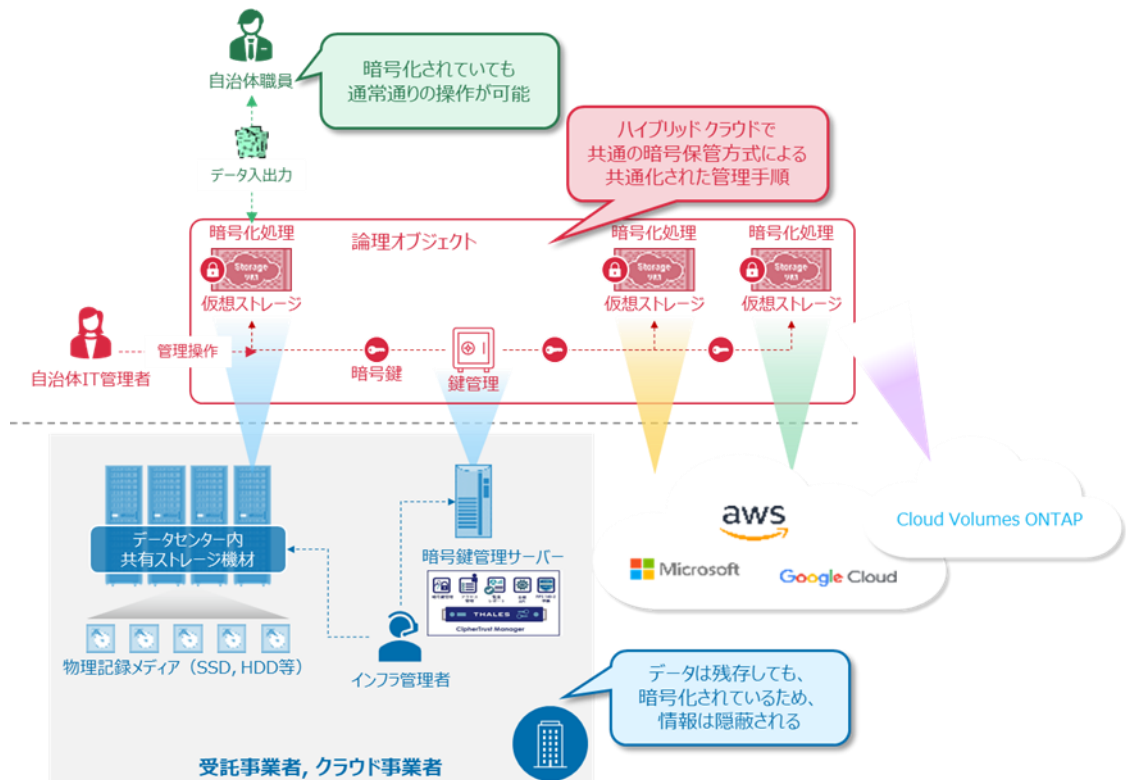 自治体職員
暗号化されていても
通常通りの操作が可能
データ入出力
ハイブリッド クラウドで
共通の暗号保管方式による
共通化された管理手順
暗号化処理
論理オブジェクト
暗号化処理
暗号化処理
Storage
Storage
Storage
仮想ストレージ
仮想ストレージ
仮想ストレージ
管理操作
自治体IT管理者
暗号鍵
鍵管理
データセンター内
共有ストレージ機材
暗号鍵管理サーバー
THALES
CipherTrust Manager
物理記録メディア（SSD, HDD等）
インフラ管理者
aws
Microsoft
Google Cloud
Cloud Volumes ONTAP
データは残存しても、
暗号化されているため、
情報は隠蔽される
受託事業者, クラウド事業者